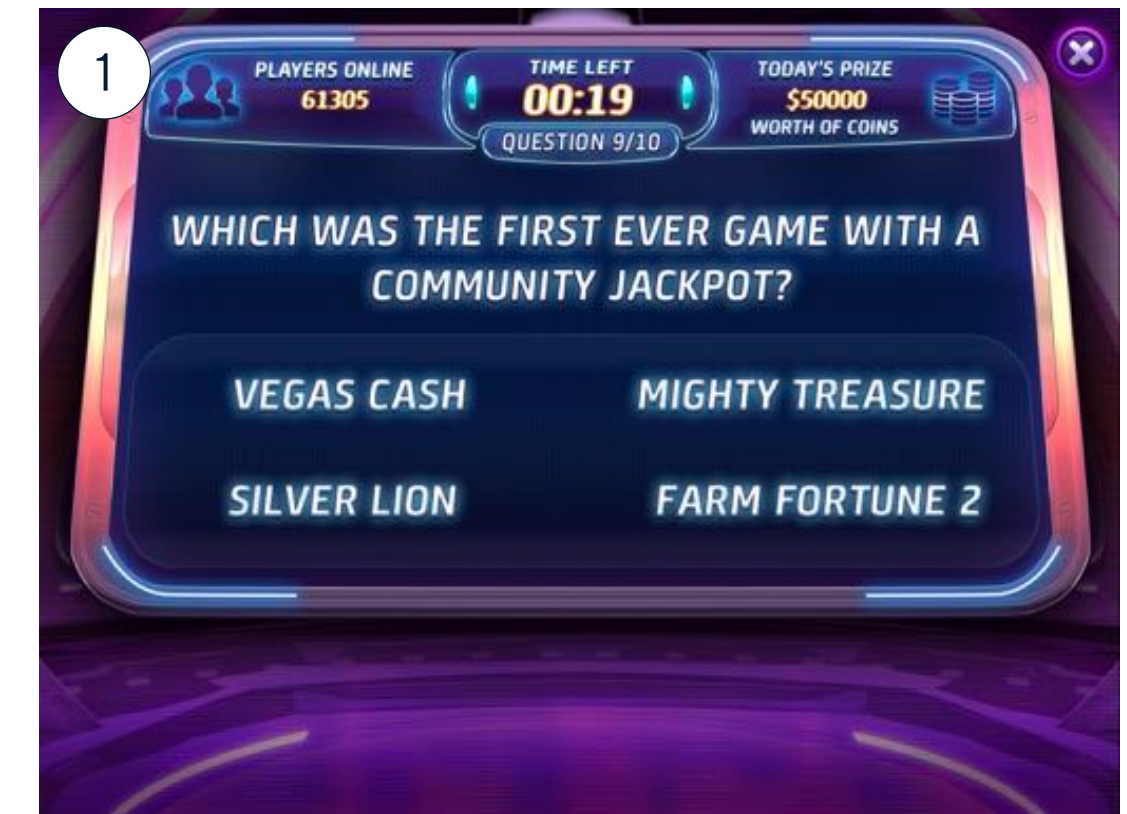 1
PLAYERS ONLINE
61305
TIME LEFT
00:19
QUESTION 9/10
TODAY'S PRIZE
$50000
WORTH OF COINS
WHICH WAS THE FIRST EVER GAME WITH A
COMMUNITY JACKPOT?
VEGAS CASH
MIGHTY TREASURE
SILVER LION
FARM FORTUNE 2